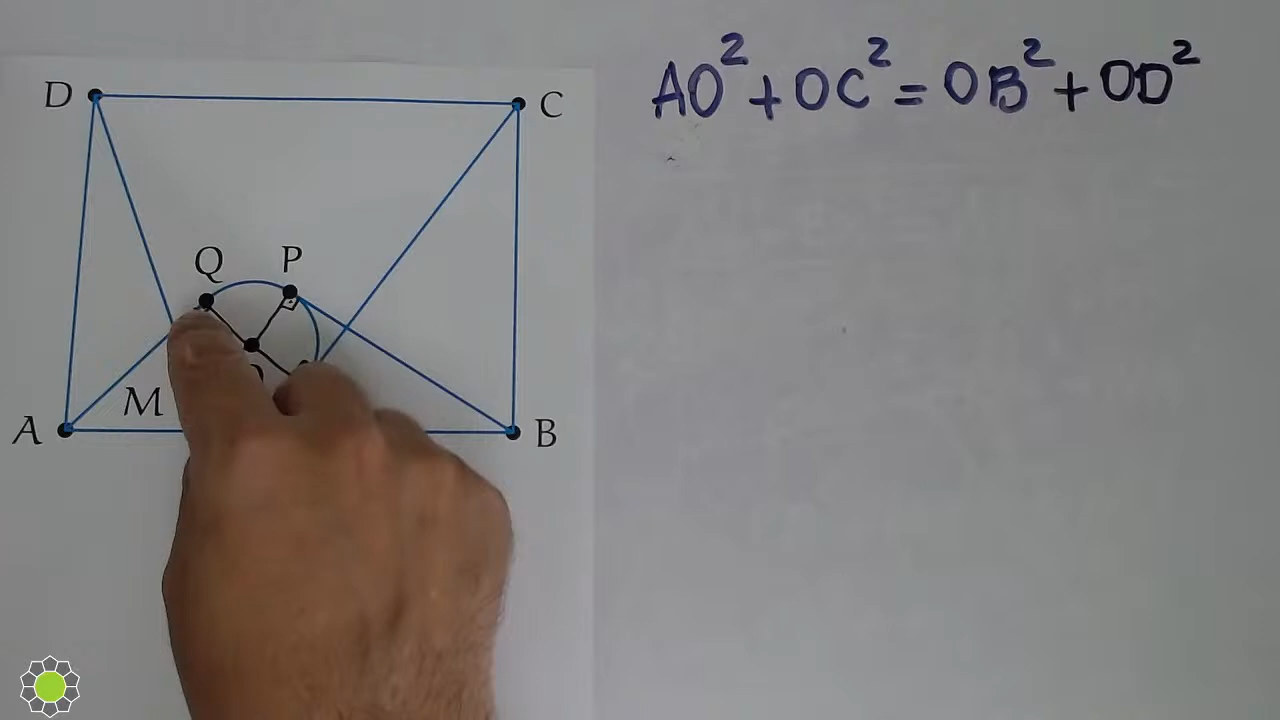 AO² + OC² = OB² + OD²
D
C
Q
P
M
A
B